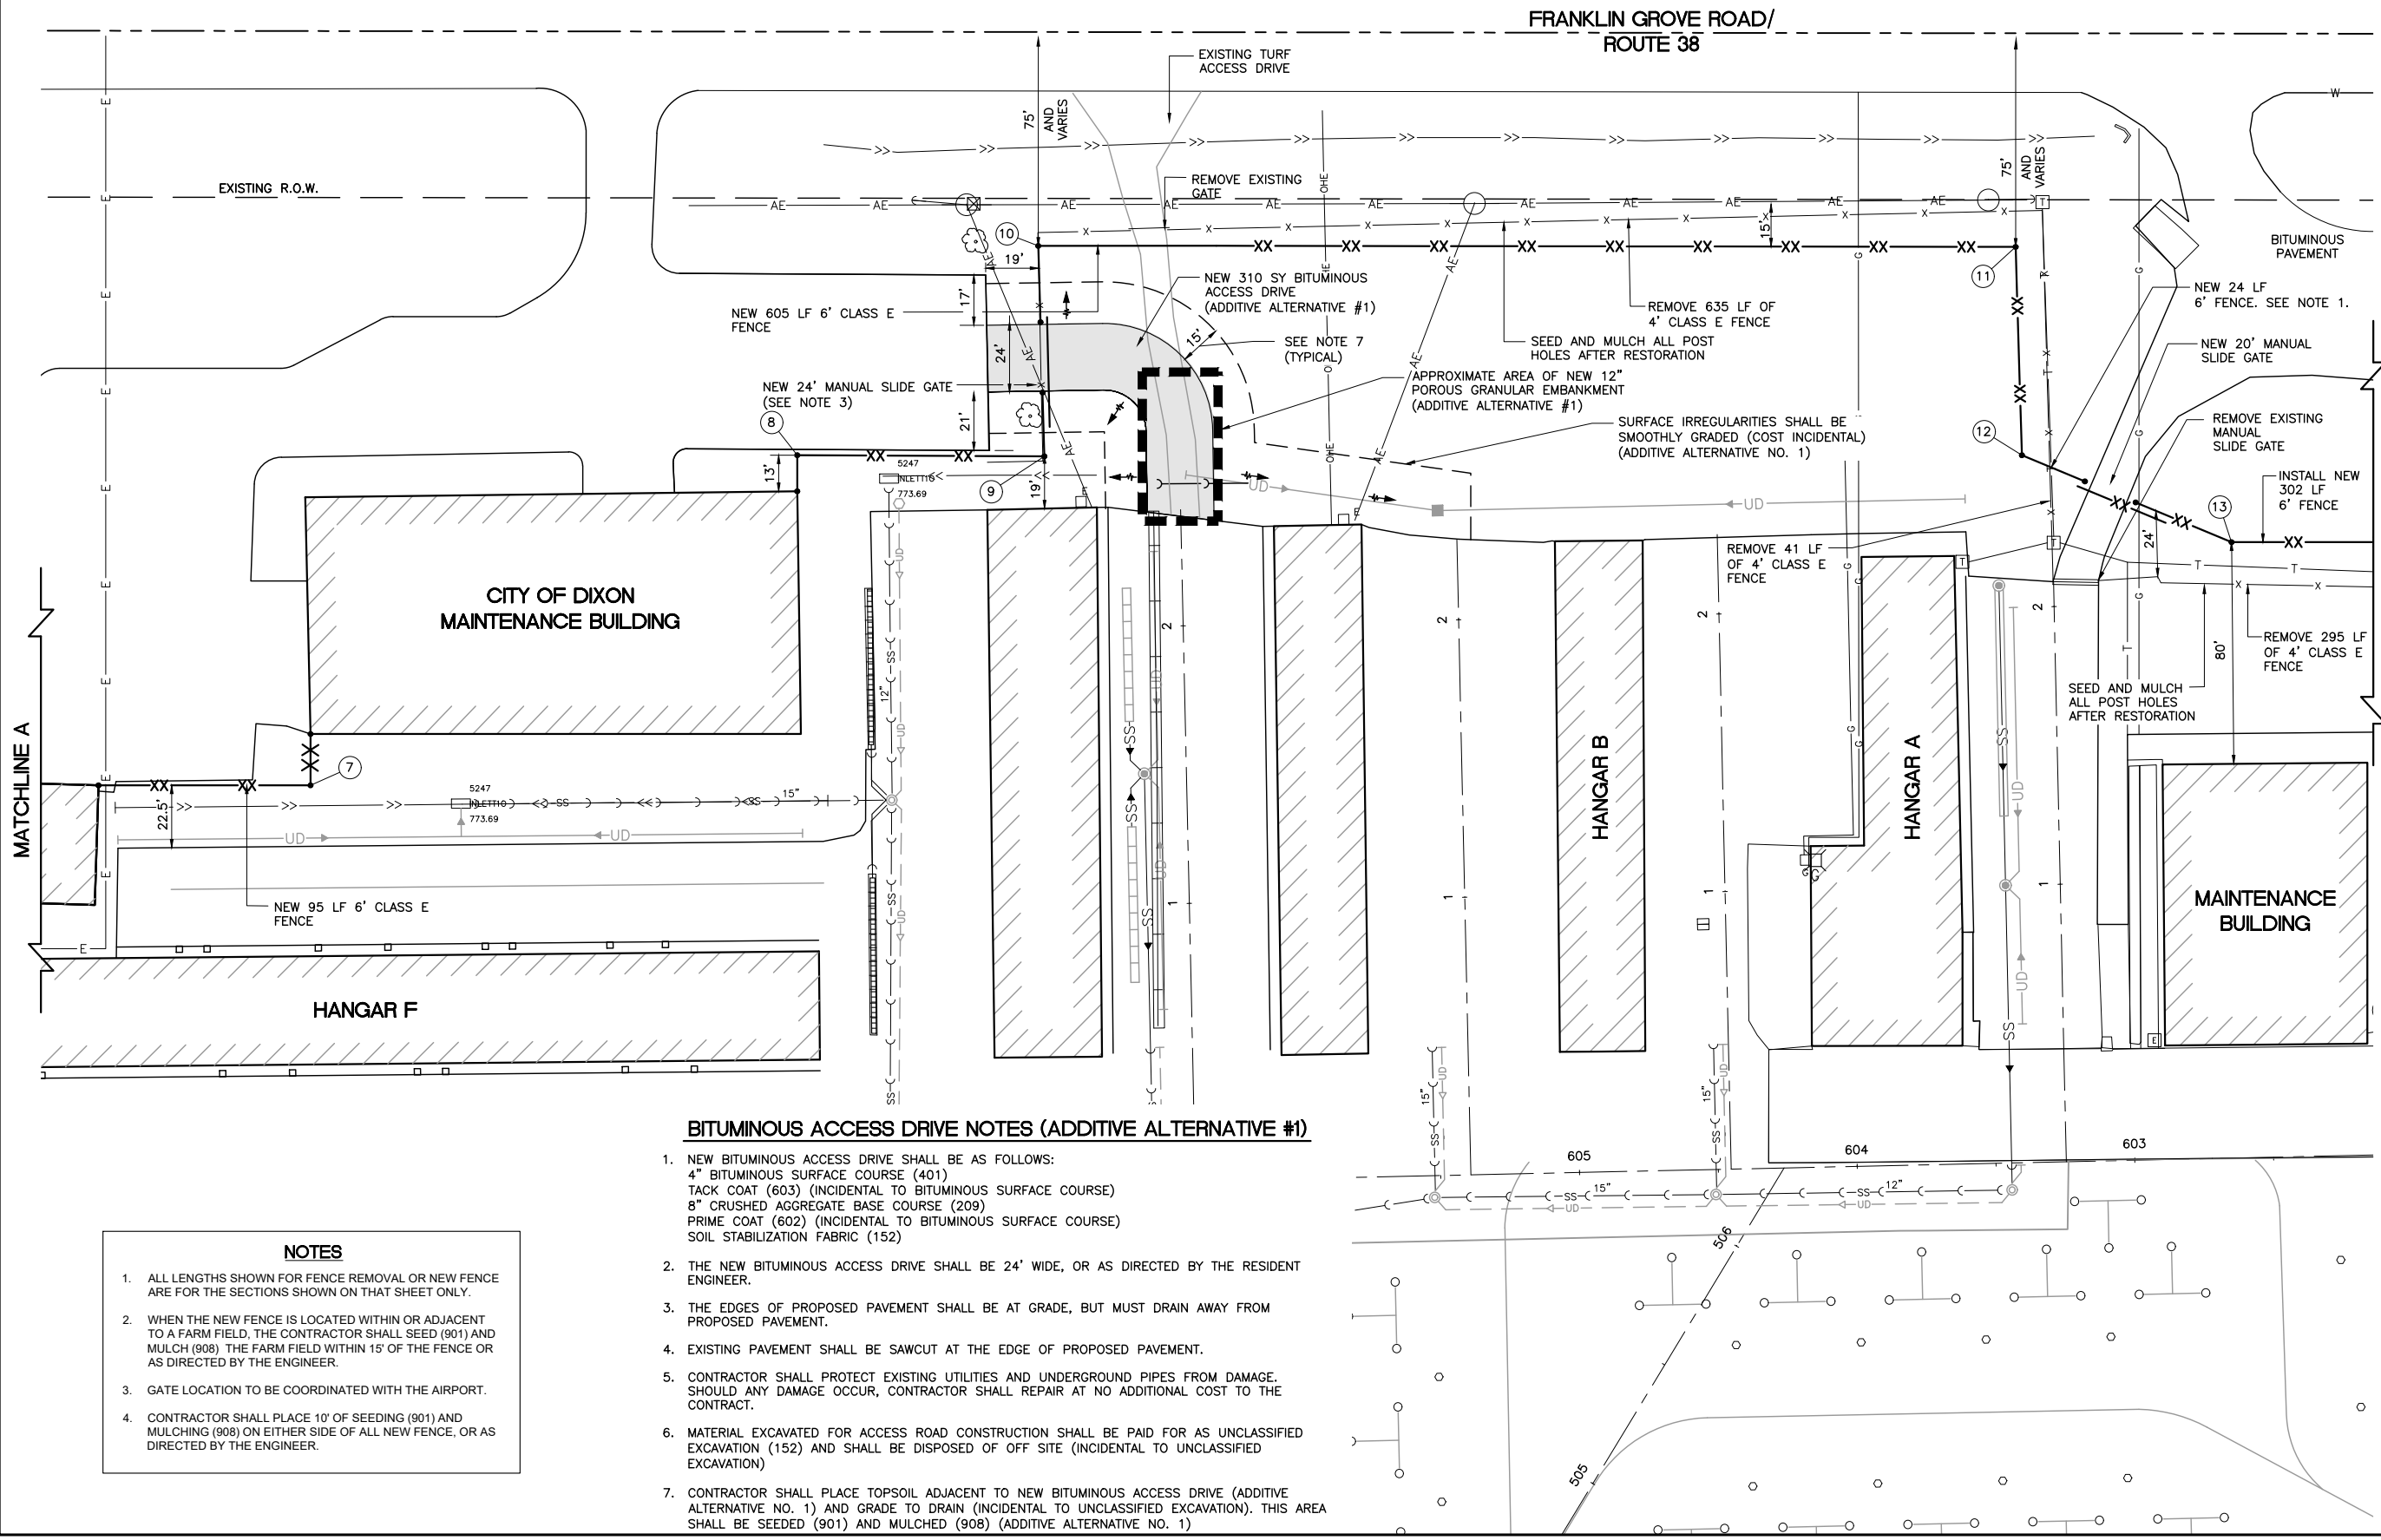 FRANKLIN GROVE ROAD/
ROUTE 38
EXISTING TURF
ACCESS DRIVE
75'
AND
VARIES
75'
AND
VARIES
W
EXISTING R.O.W.
REMOVE EXISTING
GATE
BITUMINOUS
PAVEMENT
10
19'
15'
11
17'
NEW 310 SY BITUMINOUS
ACCESS DRIVE
(ADDITIVE ALTERNATIVE #1)
NEW 605 LF 6' CLASS E
FENCE
REMOVE 635 LF OF
4' CLASS E FENCE
NEW 24 LF
6' FENCE. SEE NOTE 1.
15'
SEE NOTE 7
(TYPICAL)
SEED AND MULCH ALL POST
HOLES AFTER RESTORATION
NEW 20' MANUAL
SLIDE GATE
24'
NEW 24' MANUAL SLIDE GATE
(SEE NOTE 3)
APPROXIMATE AREA OF NEW 12"
POROUS GRANULAR EMBANKMENT
(ADDITIVE ALTERNATIVE #1)
21'
8
SURFACE IRREGULARITIES SHALL BE
SMOOTHLY GRADED (COST INCIDENTAL)
(ADDITIVE ALTERNATIVE NO. 1)
12
REMOVE EXISTING
MANUAL
SLIDE GATE
13'
5247
INLET110
773.69
9
19'
13
INSTALL NEW
302 LF
6' FENCE
24'
REMOVE 41 LF
OF 4' CLASS E
FENCE
CITY OF DIXON
MAINTENANCE BUILDING
REMOVE 295 LF
OF 4' CLASS E
FENCE
80'
SEED AND MULCH
ALL POST HOLES
AFTER RESTORATION
12"
2
2
2
2
MATCHLINE A
7
22.5'
5247
INLET110
773.69
15"
HANGAR B
HANGAR A
1
1
1
1
MAINTENANCE
BUILDING
NEW 95 LF 6' CLASS E
FENCE
HANGAR F
15"
15"
605
604
603
15"
12"
506
505
BITUMINOUS ACCESS DRIVE NOTES (ADDITIVE ALTERNATIVE #1)
1. NEW BITUMINOUS ACCESS DRIVE SHALL BE AS FOLLOWS:
4" BITUMINOUS SURFACE COURSE (401)
TACK COAT (603) (INCIDENTAL TO BITUMINOUS SURFACE COURSE)
8" CRUSHED AGGREGATE BASE COURSE (209)
PRIME COAT (602) (INCIDENTAL TO BITUMINOUS SURFACE COURSE)
SOIL STABILIZATION FABRIC (152)
2. THE NEW BITUMINOUS ACCESS DRIVE SHALL BE 24' WIDE, OR AS DIRECTED BY THE RESIDENT
ENGINEER.
3. THE EDGES OF PROPOSED PAVEMENT SHALL BE AT GRADE, BUT MUST DRAIN AWAY FROM
PROPOSED PAVEMENT.
4. EXISTING PAVEMENT SHALL BE SAWCUT AT THE EDGE OF PROPOSED PAVEMENT.
5. CONTRACTOR SHALL PROTECT EXISTING UTILITIES AND UNDERGROUND PIPES FROM DAMAGE.
SHOULD ANY DAMAGE OCCUR, CONTRACTOR SHALL REPAIR AT NO ADDITIONAL COST TO THE
CONTRACT.
6. MATERIAL EXCAVATED FOR ACCESS ROAD CONSTRUCTION SHALL BE PAID FOR AS UNCLASSIFIED
EXCAVATION (152) AND SHALL BE DISPOSED OF OFF SITE (INCIDENTAL TO UNCLASSIFIED
EXCAVATION)
7. CONTRACTOR SHALL PLACE TOPSOIL ADJACENT TO NEW BITUMINOUS ACCESS DRIVE (ADDITIVE
ALTERNATIVE NO. 1) AND GRADE TO DRAIN (INCIDENTAL TO UNCLASSIFIED EXCAVATION). THIS AREA
SHALL BE SEEDED (901) AND MULCHED (908) (ADDITIVE ALTERNATIVE NO. 1)
NOTES
1. ALL LENGTHS SHOWN FOR FENCE REMOVAL OR NEW FENCE
ARE FOR THE SECTIONS SHOWN ON THAT SHEET ONLY.
2. WHEN THE NEW FENCE IS LOCATED WITHIN OR ADJACENT
TO A FARM FIELD, THE CONTRACTOR SHALL SEED (901) AND
MULCH (908) THE FARM FIELD WITHIN 15' OF THE FENCE OR
AS DIRECTED BY THE ENGINEER.
3. GATE LOCATION TO BE COORDINATED WITH THE AIRPORT.
4. CONTRACTOR SHALL PLACE 10' OF SEEDING (901) AND
MULCHING (908) ON EITHER SIDE OF ALL NEW FENCE, OR AS
DIRECTED BY THE ENGINEER.